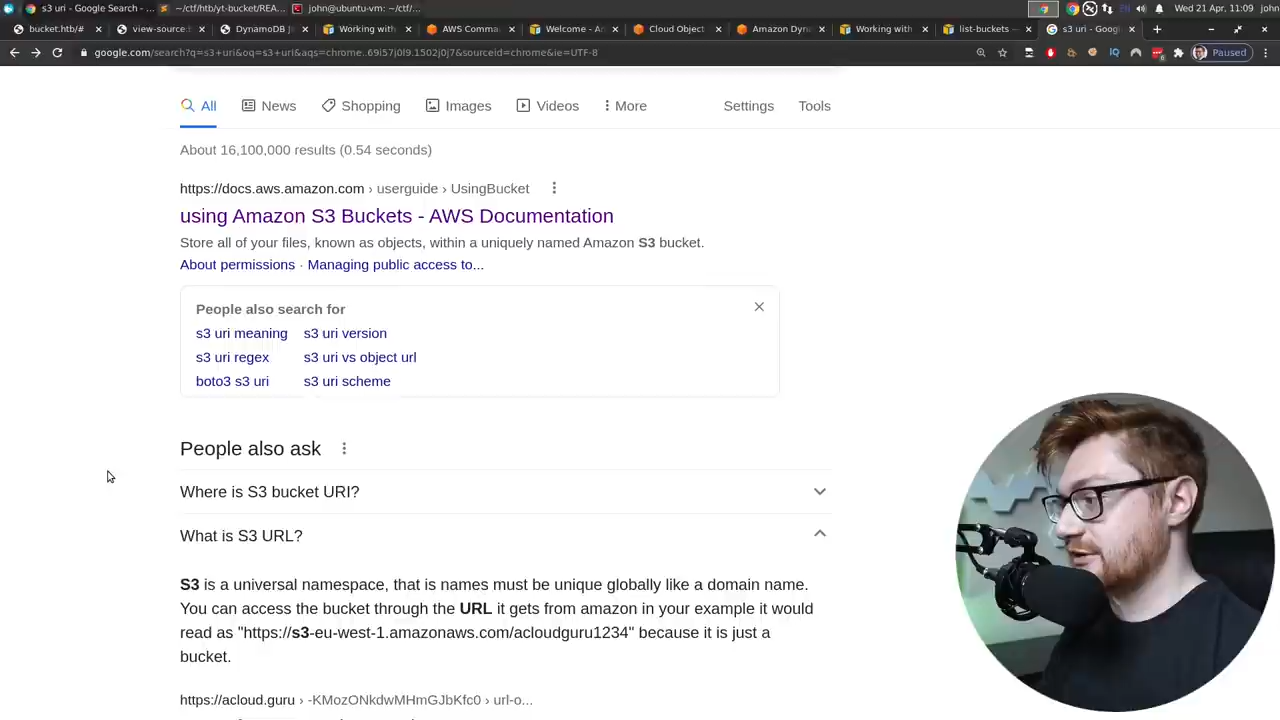 s3 uri - Google Search - ...
~/ctf/htb/yt-bucket/REA...
john@ubuntu-vm: ~/ctf/...
Wed 21 Apr, 11:09 john
bucket.htb/#
view-source:b
DynamoDB J
Working with
AWS Comma
Welcome - A
Cloud Object
Amazon Dyn
Working with
list-buckets —
s3 uri - Goog
google.com/search?q=s3+uri&oq=s3+uri&aqs=chrome..69i57j0l9.1502j0j7&sourceid=chrome&ie=UTF-8
Paused
All
News
Shopping
Images
Videos
More
Settings
Tools
About 16,100,000 results (0.54 seconds)
https://docs.aws.amazon.com › userguide › UsingBucket
using Amazon S3 Buckets - AWS Documentation
Store all of your files, known as objects, within a uniquely named Amazon S3 bucket.
About permissions · Managing public access to...
People also search for
s3 uri meaning
s3 uri version
s3 uri regex
s3 uri vs object url
boto3 s3 uri
s3 uri scheme
People also ask
Where is S3 bucket URI?
What is S3 URL?
S3 is a universal namespace, that is names must be unique globally like a domain name.
You can access the bucket through the URL it gets from amazon in your example it would
read as "https://s3-eu-west-1.amazonaws.com/acloudguru1234" because it is just a
bucket.
https://acloud.guru › -KMozONkdwMHmGJbKfc0 › url-o...